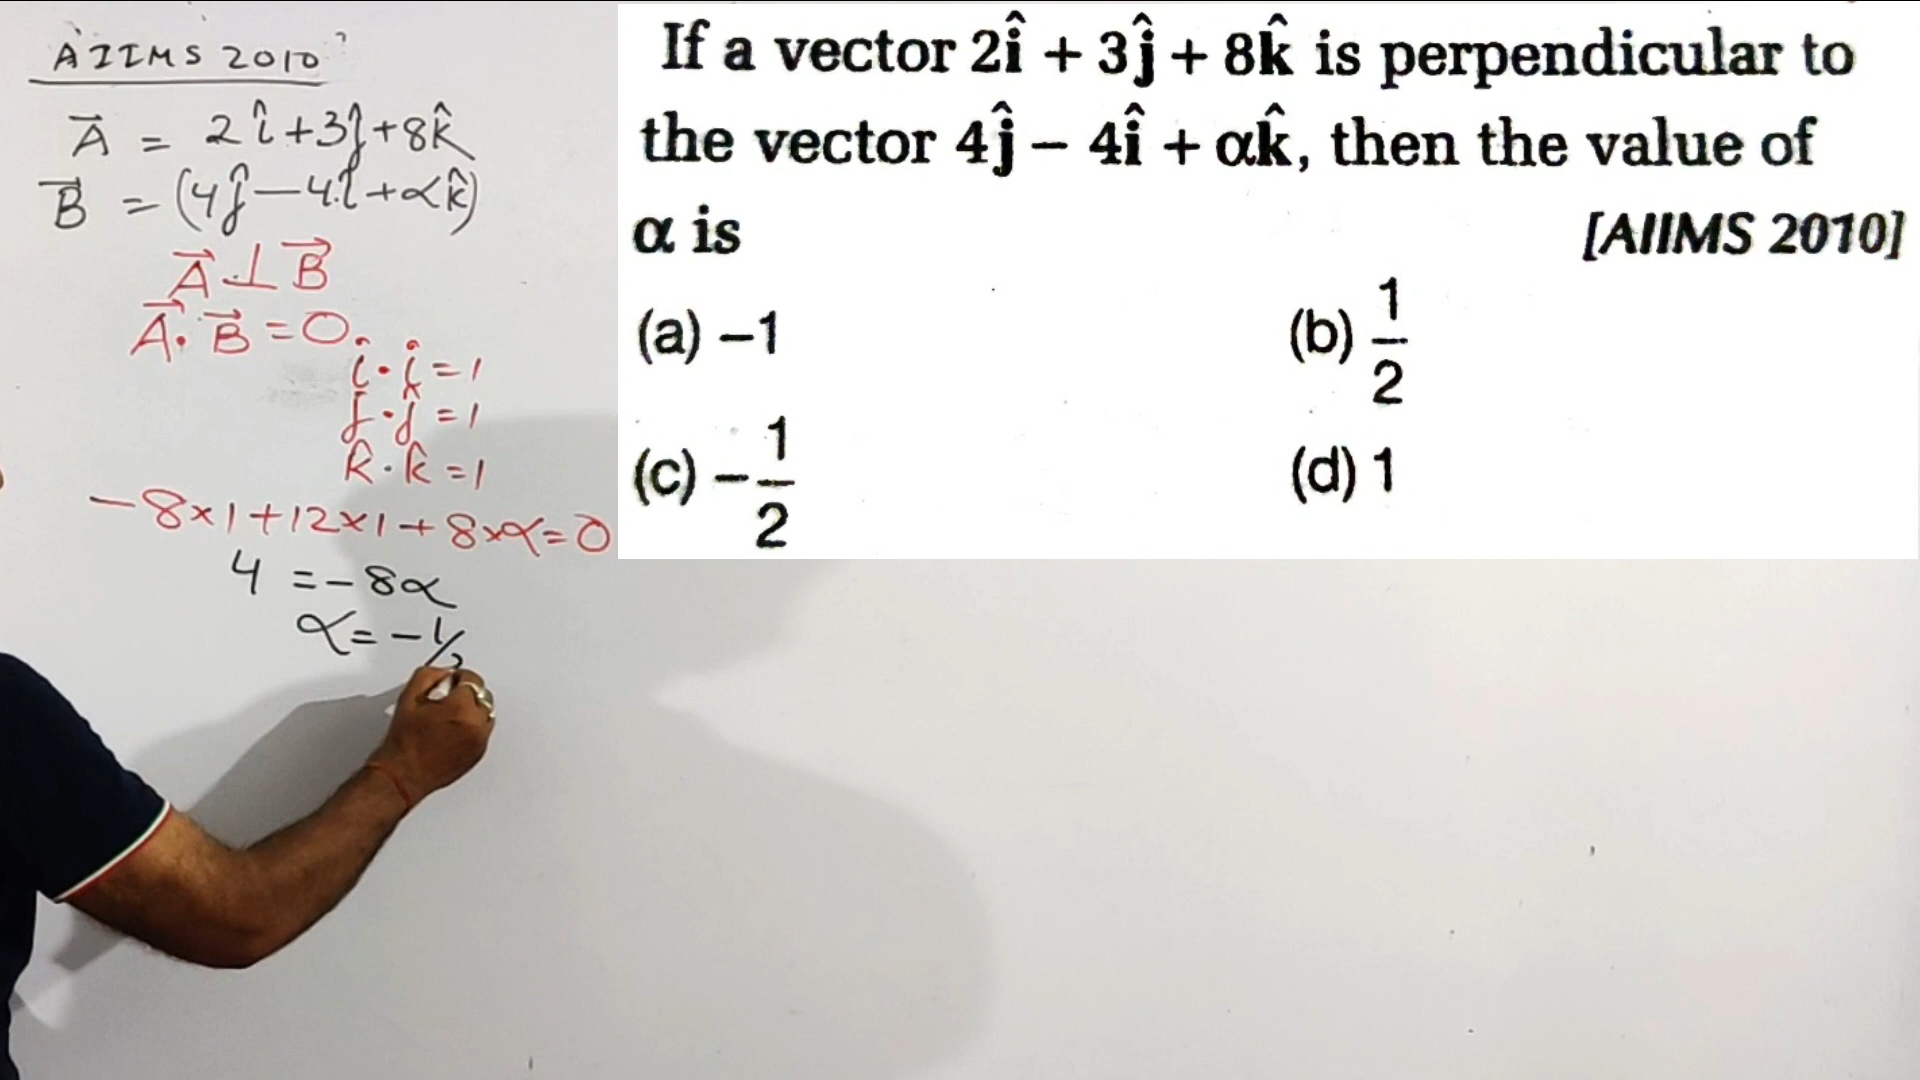 AIIMS 2010
A⃗ = 2î+3ĵ+8k̂
B⃗ = (4ĵ−4î+αk̂)
A⃗⊥B⃗
A⃗·B⃗=0
î·î=1
ĵ·ĵ=1
k̂·k̂=1
−8×1+12×1+8×α=0
4 =−8α
α=−1/2
If a vector 2î + 3ĵ + 8k̂ is perpendicular to
the vector 4ĵ − 4î + αk̂, then the value of
α is [AIIMS 2010]
(a) −1 (b) 1/2
(c) −1/2 (d) 1